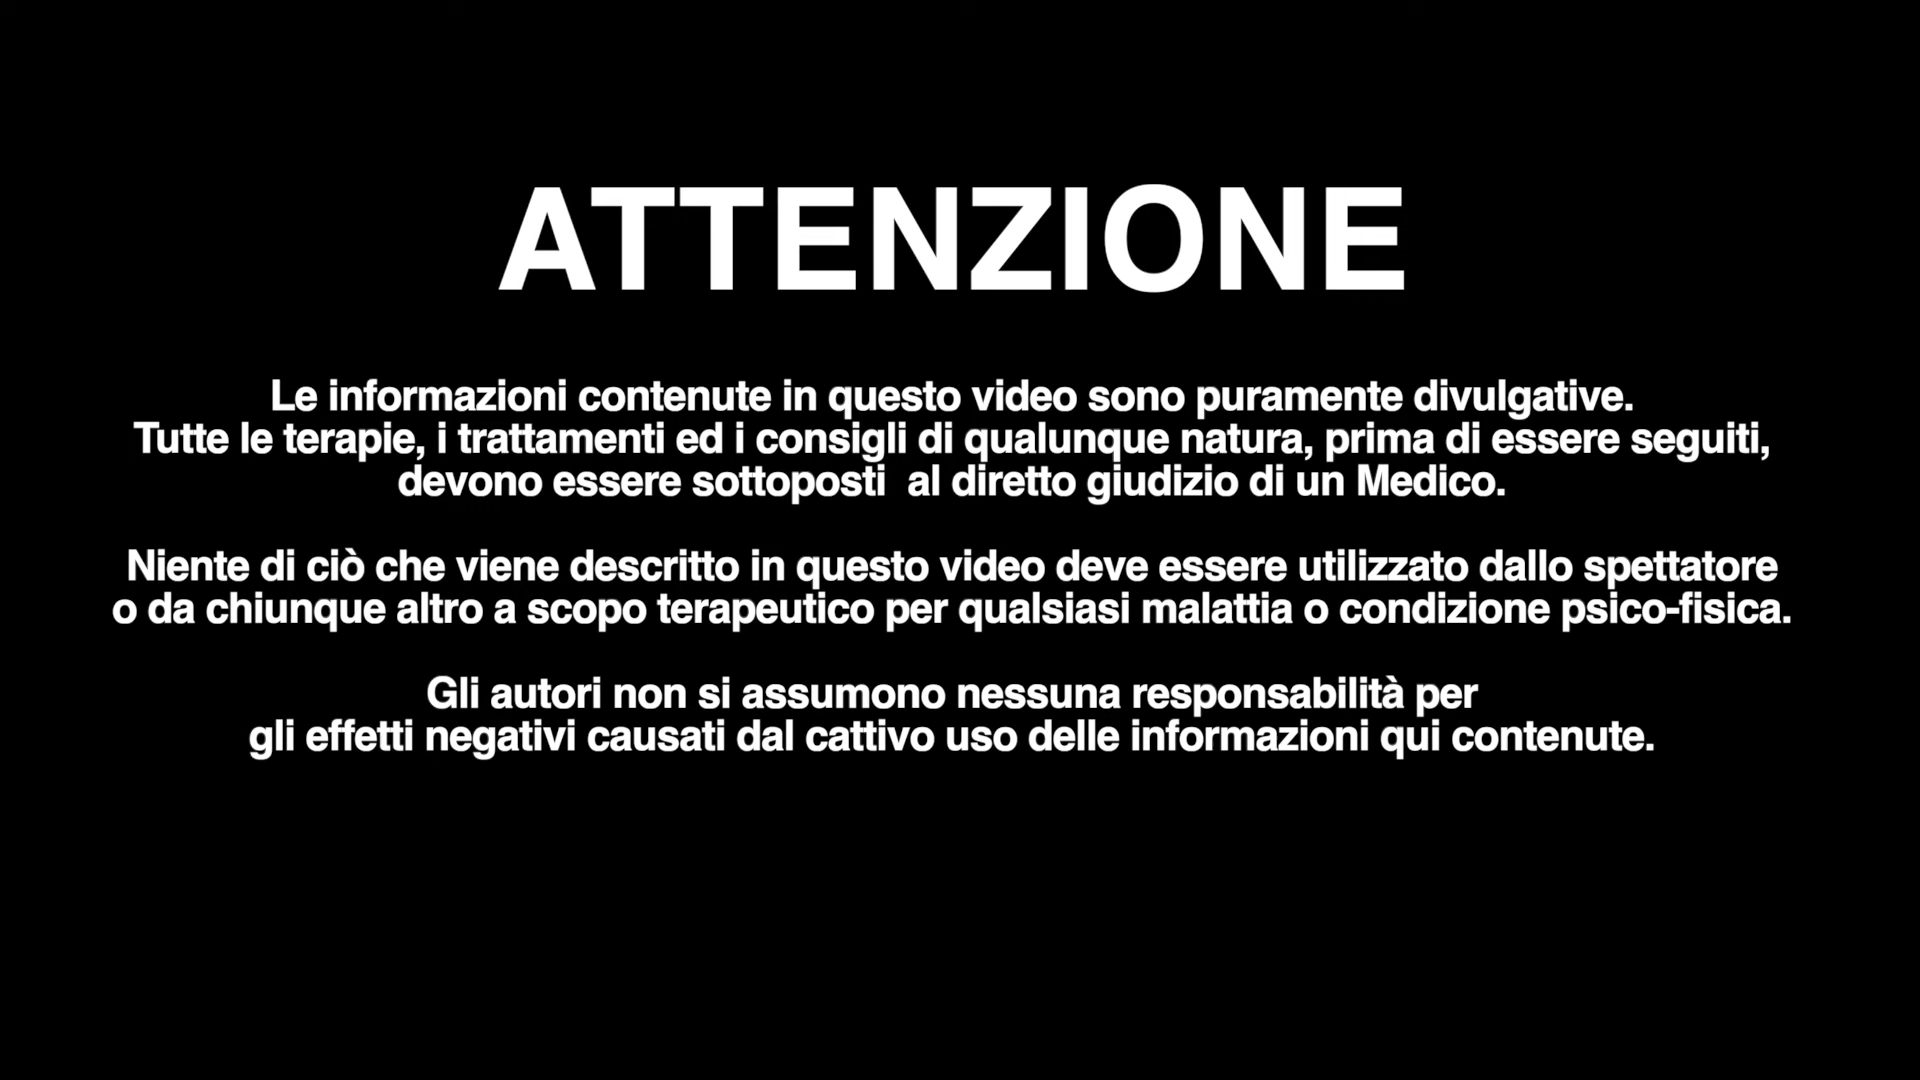 ATTENZIONE
Le informazioni contenute in questo video sono puramente divulgative.
Tutte le terapie, i trattamenti ed i consigli di qualunque natura, prima di essere seguiti,
devono essere sottoposti  al diretto giudizio di un Medico.
Niente di ciò che viene descritto in questo video deve essere utilizzato dallo spettatore
o da chiunque altro a scopo terapeutico per qualsiasi malattia o condizione psico-fisica.
Gli autori non si assumono nessuna responsabilità per
gli effetti negativi causati dal cattivo uso delle informazioni qui contenute.